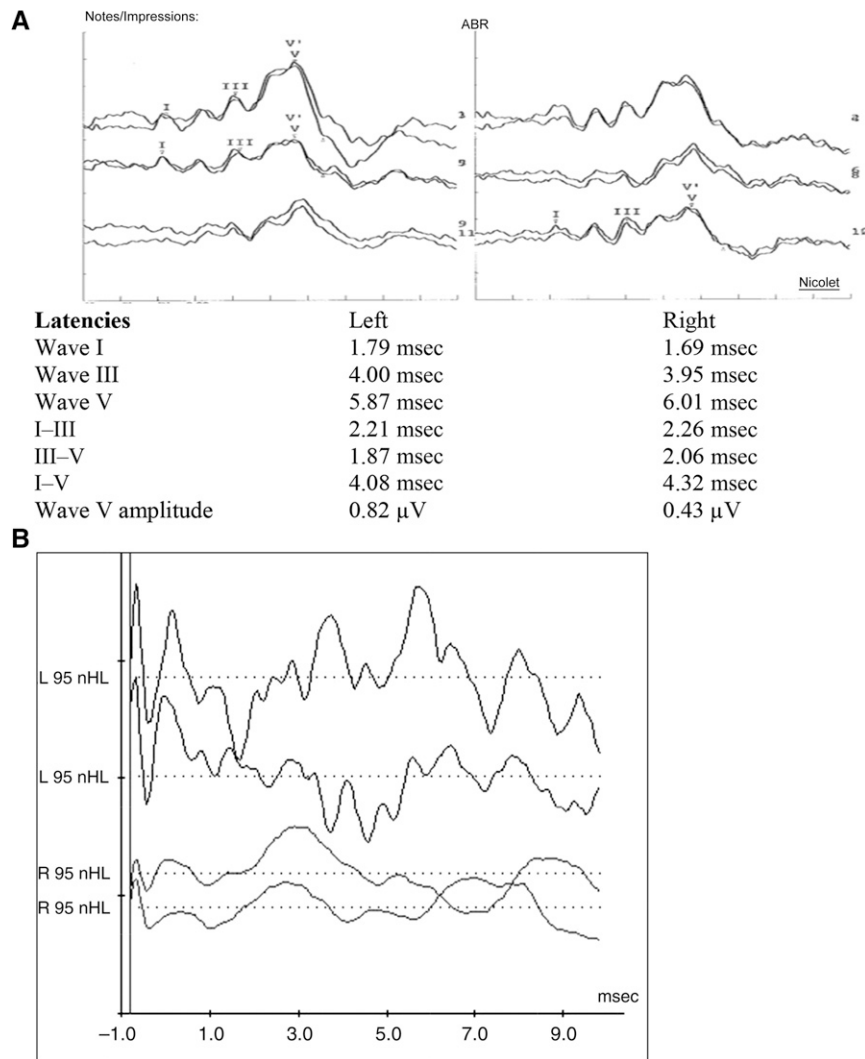 A
Notes/Impressions:
ABR
V'
V
III
I
1
V'
V
I
III
9
11
V'
V
I
III
Nicolet
Latencies Left Right
Wave I 1.79 msec 1.69 msec
Wave III 4.00 msec 3.95 msec
Wave V 5.87 msec 6.01 msec
I–III 2.21 msec 2.26 msec
III–V 1.87 msec 2.06 msec
I–V 4.08 msec 4.32 msec
Wave V amplitude 0.82 µV 0.43 µV
B
L 95 nHL
L 95 nHL
R 95 nHL
R 95 nHL
msec
–1.0 1.0 3.0 5.0 7.0 9.0